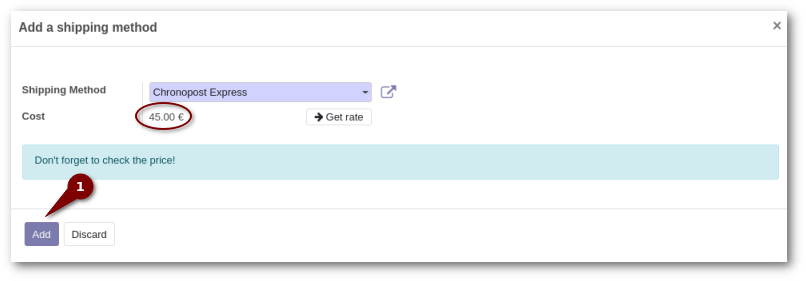 Add a shipping method ×
Shipping Method Chronopost Express
Cost 45.00 € Get rate
Don't forget to check the price!
1
Add Discard